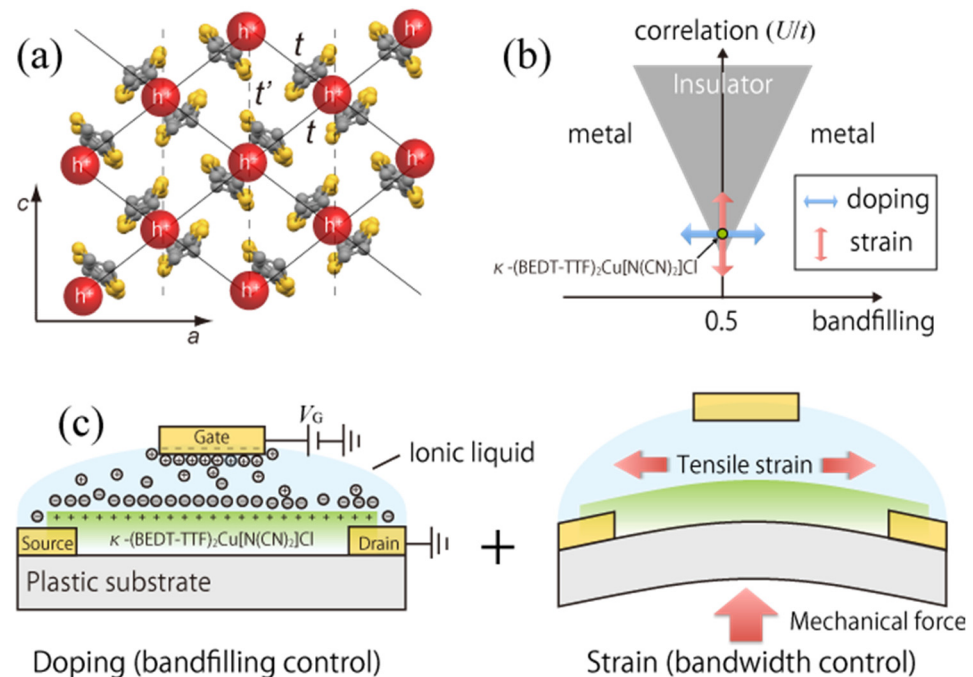 (a)
t
h⁺
h⁺
t'
h⁺
h⁺
t
h⁺
h⁺
h⁺
h⁺
h⁺
h⁺
h⁺
c
a
(b)
correlation (U/t)
Insulator
metal
metal
doping
strain
κ-(BEDT-TTF)₂Cu[N(CN)₂]Cl
0.5
bandfilling
(c)
V_G
Gate
Ionic liquid
Source
κ-(BEDT-TTF)₂Cu[N(CN)₂]Cl
Drain
Plastic substrate
Doping (bandfilling control)
+
Tensile strain
Mechanical force
Strain (bandwidth control)